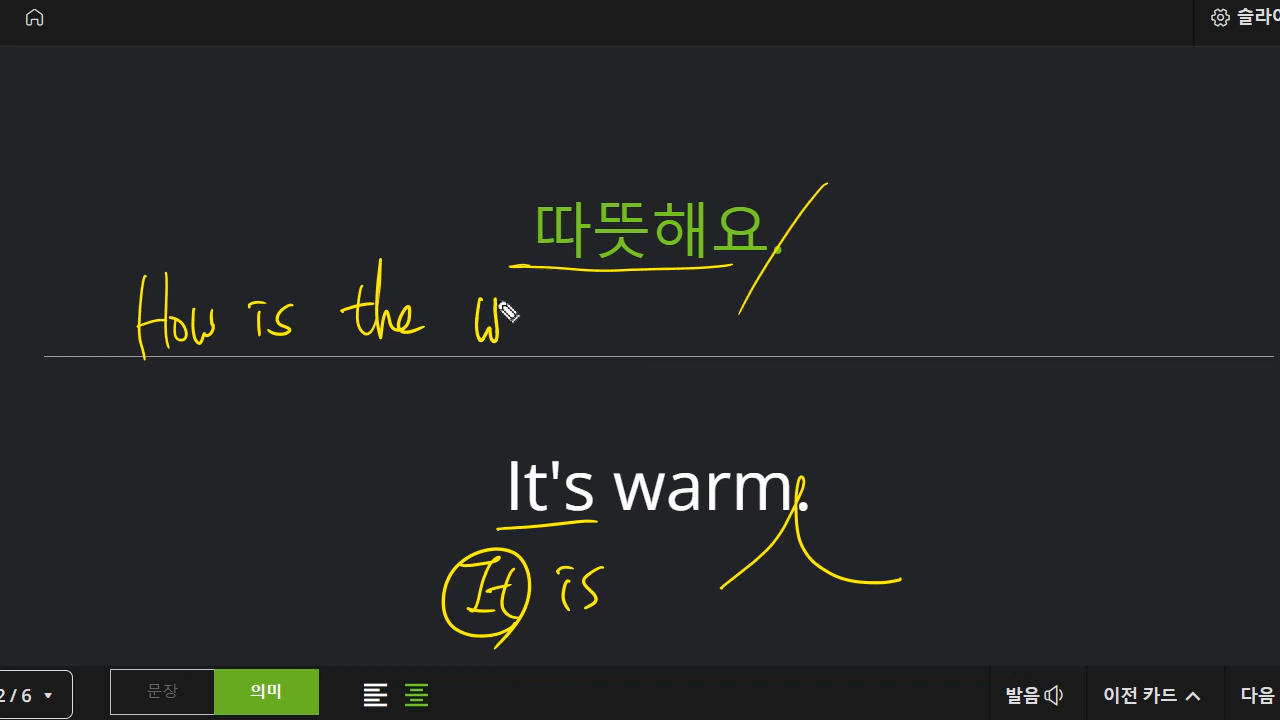 슬라이
따뜻해요.
How is the w
It's warm.
It is
2 / 6
문장
의미
발음
이전 카드
다음